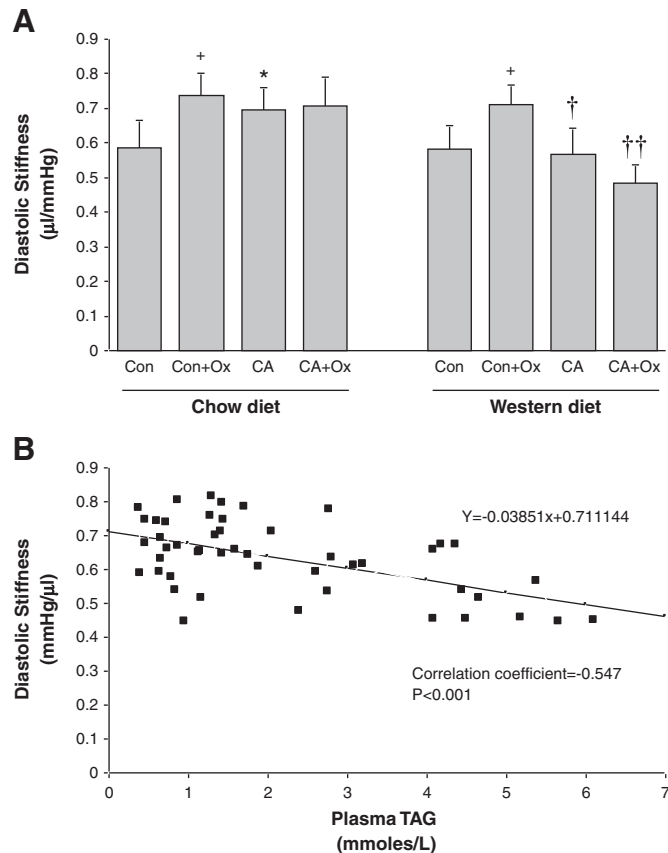 A
0.9
0.8
0.7
0.6
0.5
0.4
0.3
0.2
0.1
0
Diastolic Stiffness
(µl/mmHg)
+
*
+
†
††
Con Con+Ox CA CA+Ox Con Con+Ox CA CA+Ox
Chow diet Western diet
B
0.9
0.8
0.7
0.6
0.5
0.4
0.3
0.2
0.1
0
Diastolic Stiffness
(mmHg/µl)
Y=-0.03851x+0.711144
Correlation coefficient=-0.547
P<0.001
0 1 2 3 4 5 6 7
Plasma TAG
(mmoles/L)